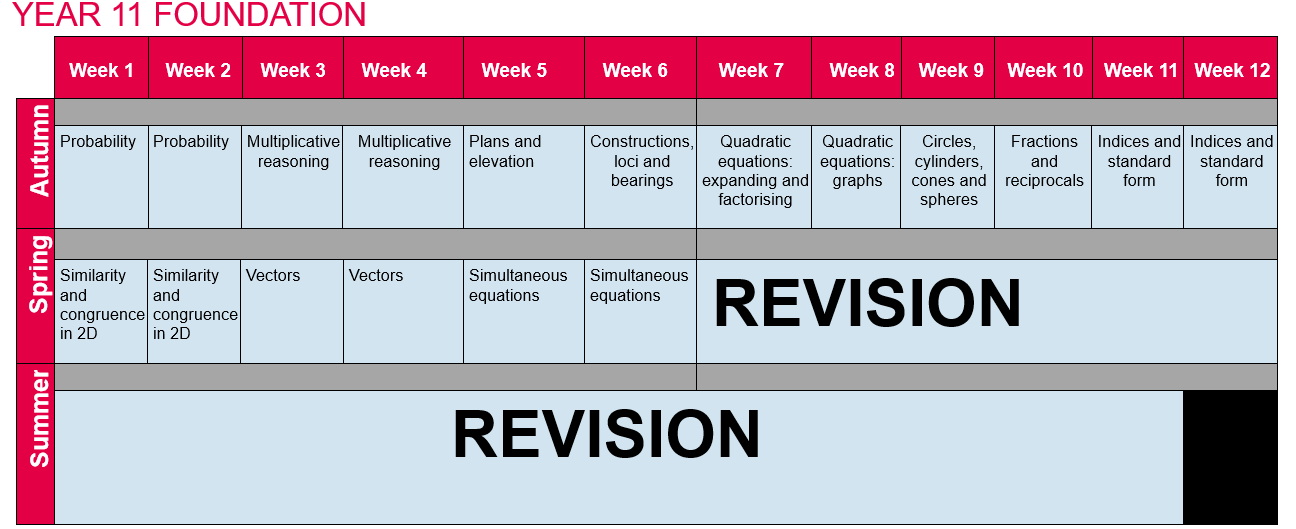 YEAR 11 FOUNDATION
Week 1
Week 2
Week 3
Week 4
Week 5
Week 6
Week 7
Week 8
Week 9
Week 10
Week 11
Week 12
Autumn
Probability
Probability
Multiplicative
reasoning
Multiplicative
reasoning
Plans and
elevation
Constructions,
loci and
bearings
Quadratic
equations:
expanding and
factorising
Quadratic
equations:
graphs
Circles,
cylinders,
cones and
spheres
Fractions
and
reciprocals
Indices and
standard
form
Indices and
standard
form
Spring
Similarity
and
congruence
in 2D
Similarity
and
congruence
in 2D
Vectors
Vectors
Simultaneous
equations
Simultaneous
equations
REVISION
Summer
REVISION